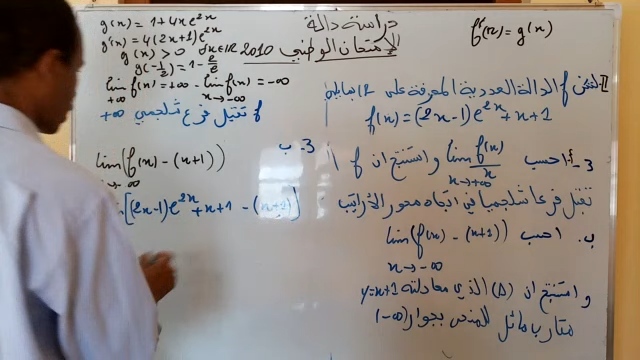 دراسة دالة
الامتحان الوطني 2010
f'(x) = g(x)
g(x) = 1 + 4x e^{2x}
g'(x) = 4(2x+1)e^{2x}
g(x) > 0 ∀x∈ℝ
g(-1/2) = 1 - 2/e
lim f(x) = +∞ lim f(x) = -∞
+∞ x→-∞
f تقبل فرع شلجمي +∞
II- لتكن f الدالة العددية المعرفة على ℝ بما يلي
f(x) = (2x-1)e^{2x} + x + 1
3- أ- احسب lim f(x)/x و استنتج ان f
x→+∞
تقبل فرعا شلجميا في اتجاه محور الأراتيب
ب. احسب lim(f(x) - (x+1))
x→-∞
و استنتج ان (Δ) الذي معادلته y=x+1
مقارب مائل للمنحنى بجوار (-∞)
3- ب
lim(f(x) - (x+1))
→-∞
[(2x-1)e^{2x} + x+1 - (x+1)]